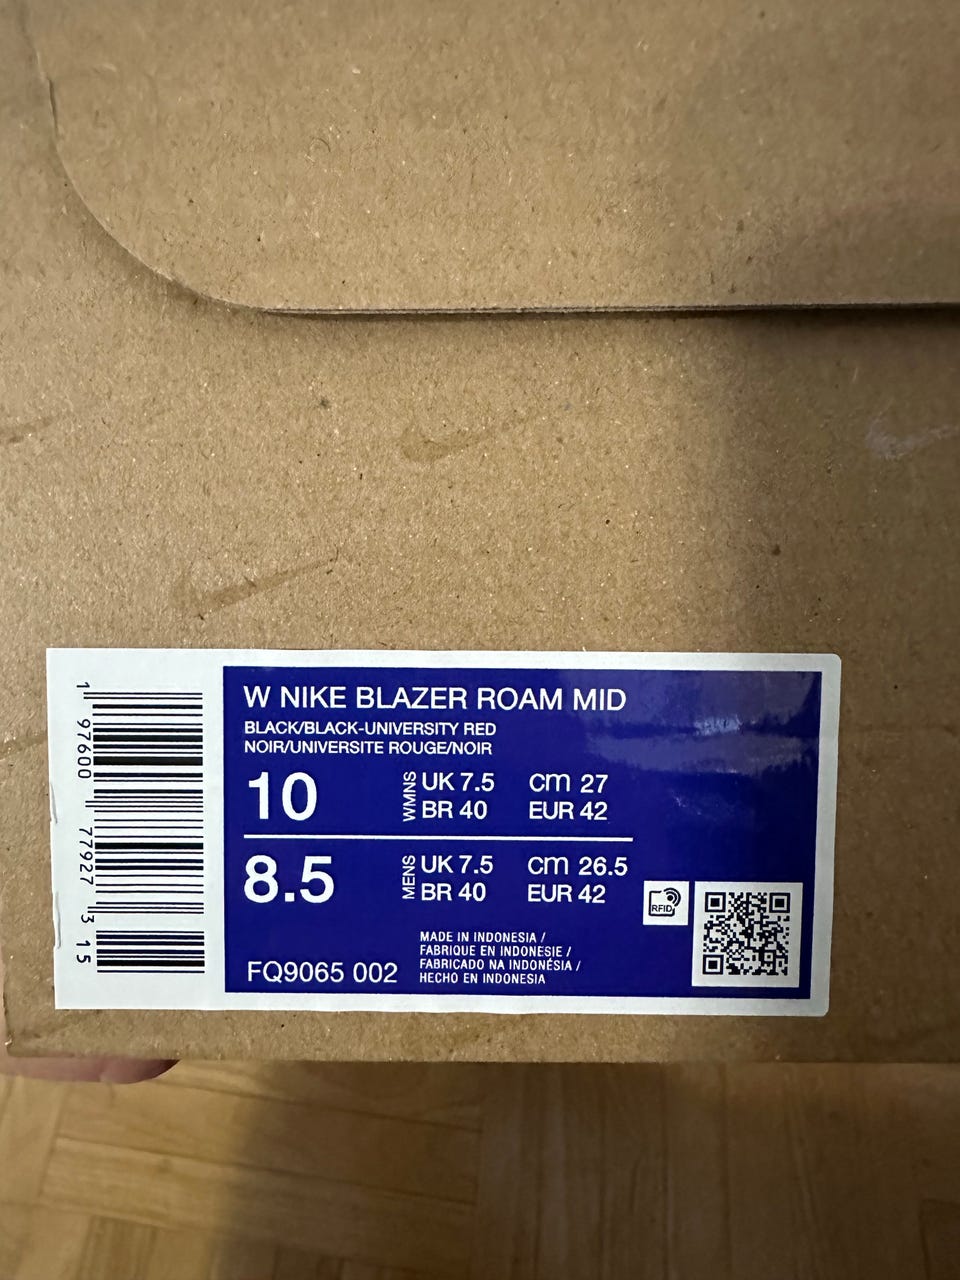 W NIKE BLAZER ROAM MID
BLACK/BLACK-UNIVERSITY RED
NOIR/UNIVERSITE ROUGE/NOIR
10
WMNS
UK 7.5 cm 27
BR 40 EUR 42
8.5
MENS
UK 7.5 cm 26.5
BR 40 EUR 42
RFID
MADE IN INDONESIA /
FABRIQUE EN INDONESIE /
FABRICADO NA INDONÉSIA /
HECHO EN INDONESIA
FQ9065 002
1 97600 77927 3 15